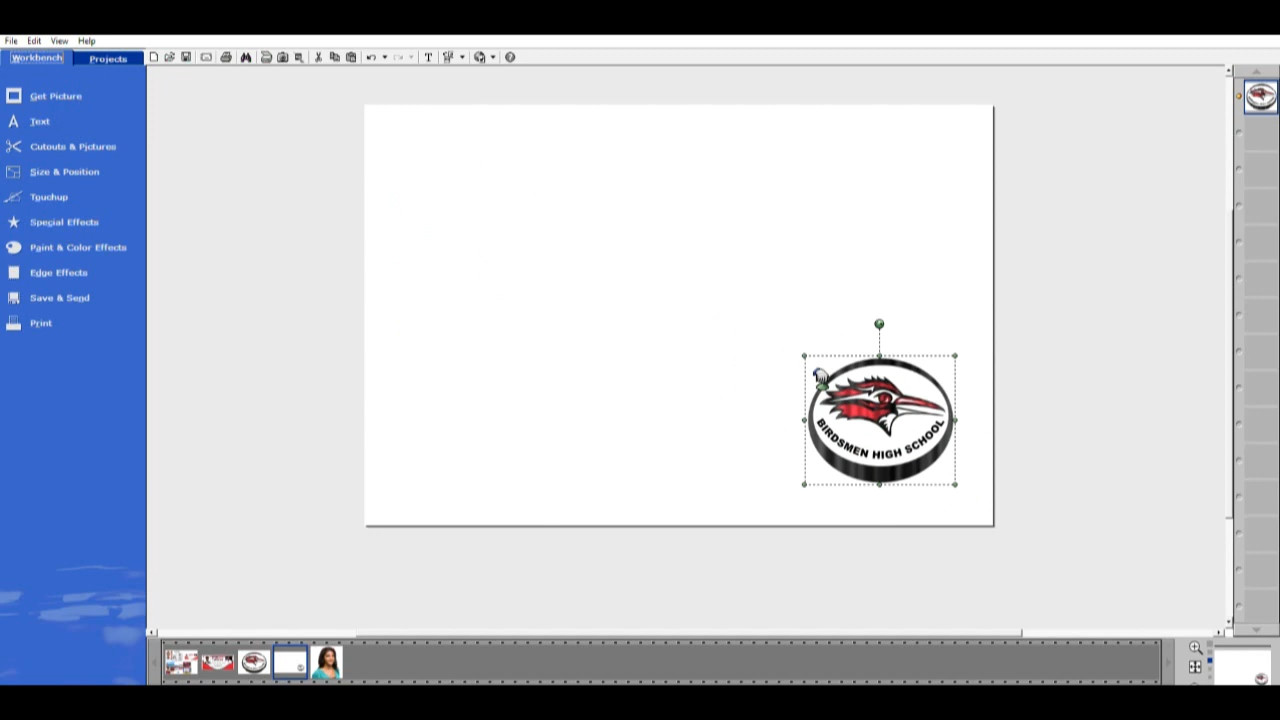 File Edit View Help
Workbench Projects
Get Picture
Text
Cutouts & Pictures
Size & Position
Touchup
Special Effects
Paint & Color Effects
Edge Effects
Save & Send
Print
BIRDSMEN HIGH SCHOOL